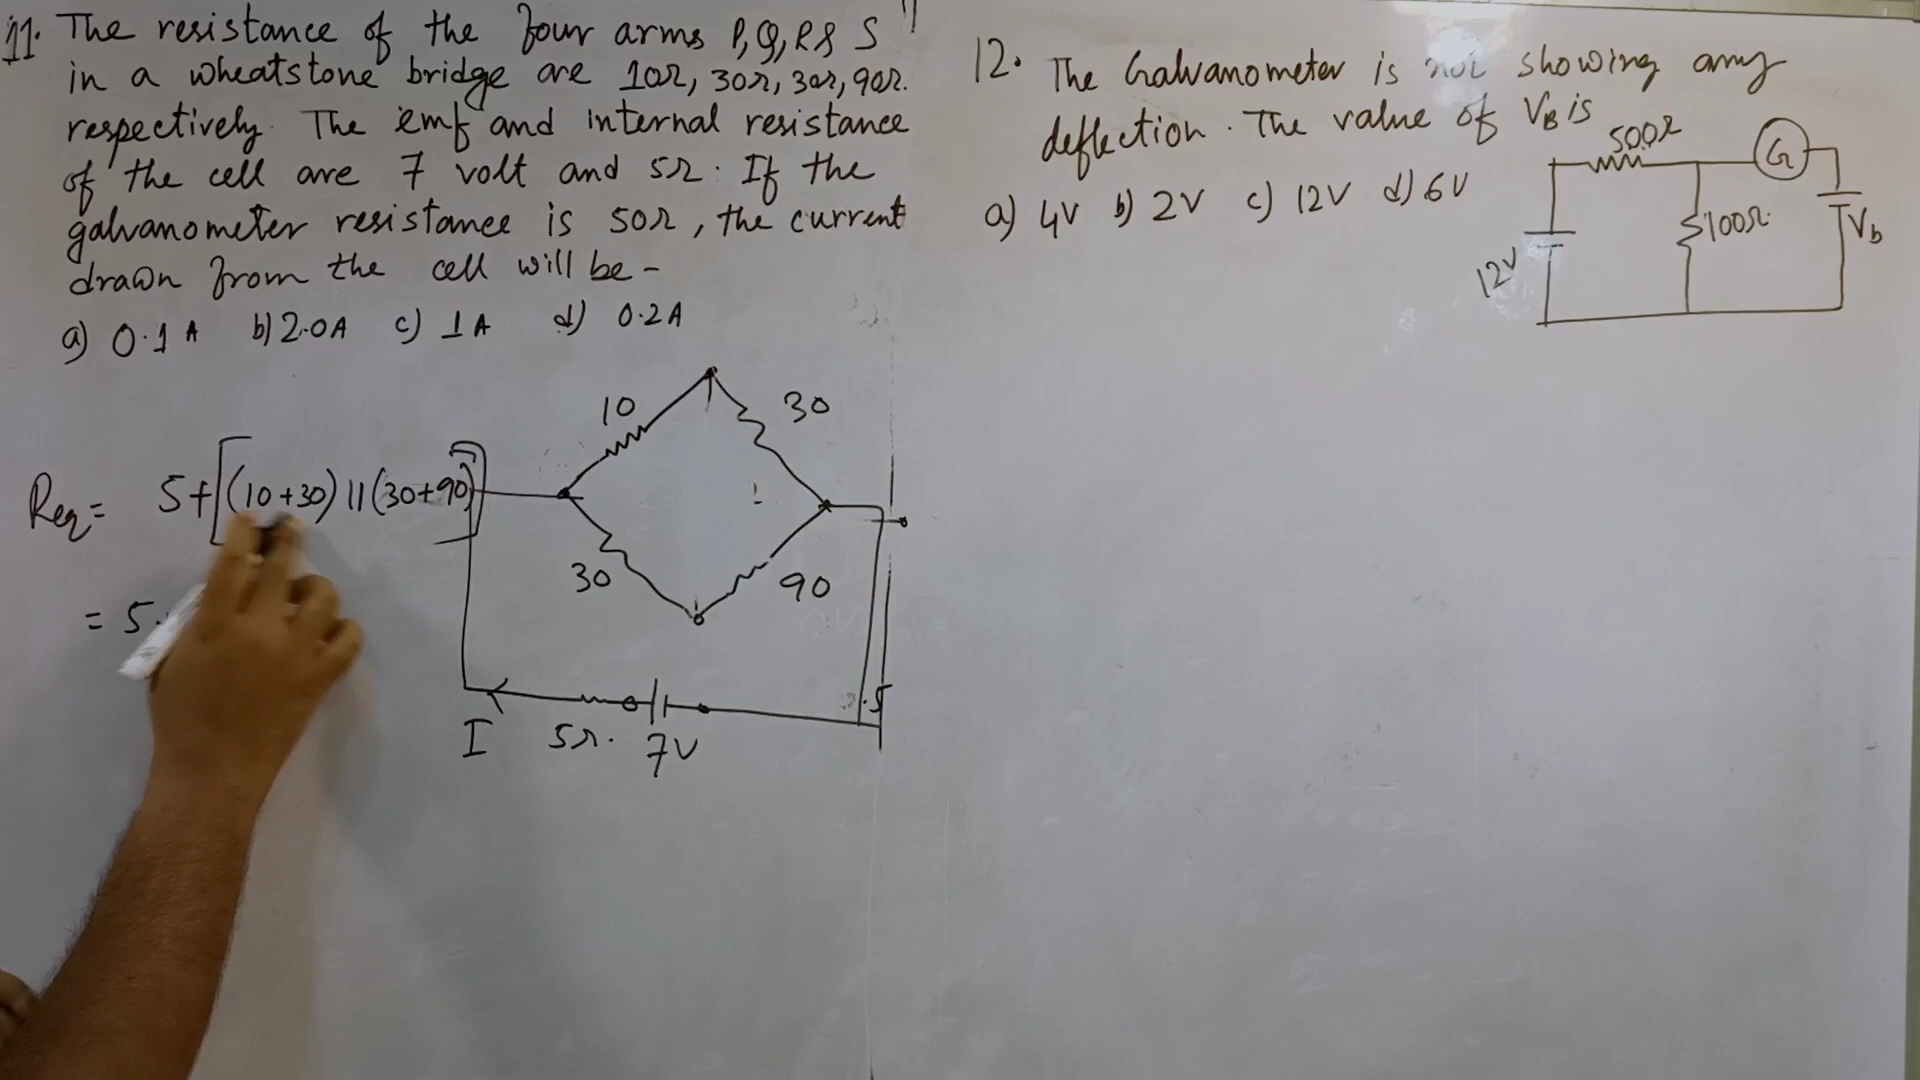 11. The resistance of the four arms P, Q, R & S
in a wheatstone bridge are 10Ω, 30Ω, 30Ω, 90Ω.
respectively. The emf and internal resistance
of the cell are 7 volt and 5Ω. If the
galvanometer resistance is 50Ω, the current
drawn from the cell will be -
a) 0.1 A b) 2.0A c) 1 A d) 0.2A
10
30
Req = 5+[(10+30)||(30+90)]
30
90
= 5
I
5Ω.
7V
.5
12. The Galvanometer is not showing any
deflection. The value of VB is
a) 4V b) 2V c) 12V d) 6V
500Ω
G
100Ω
Vb
12V